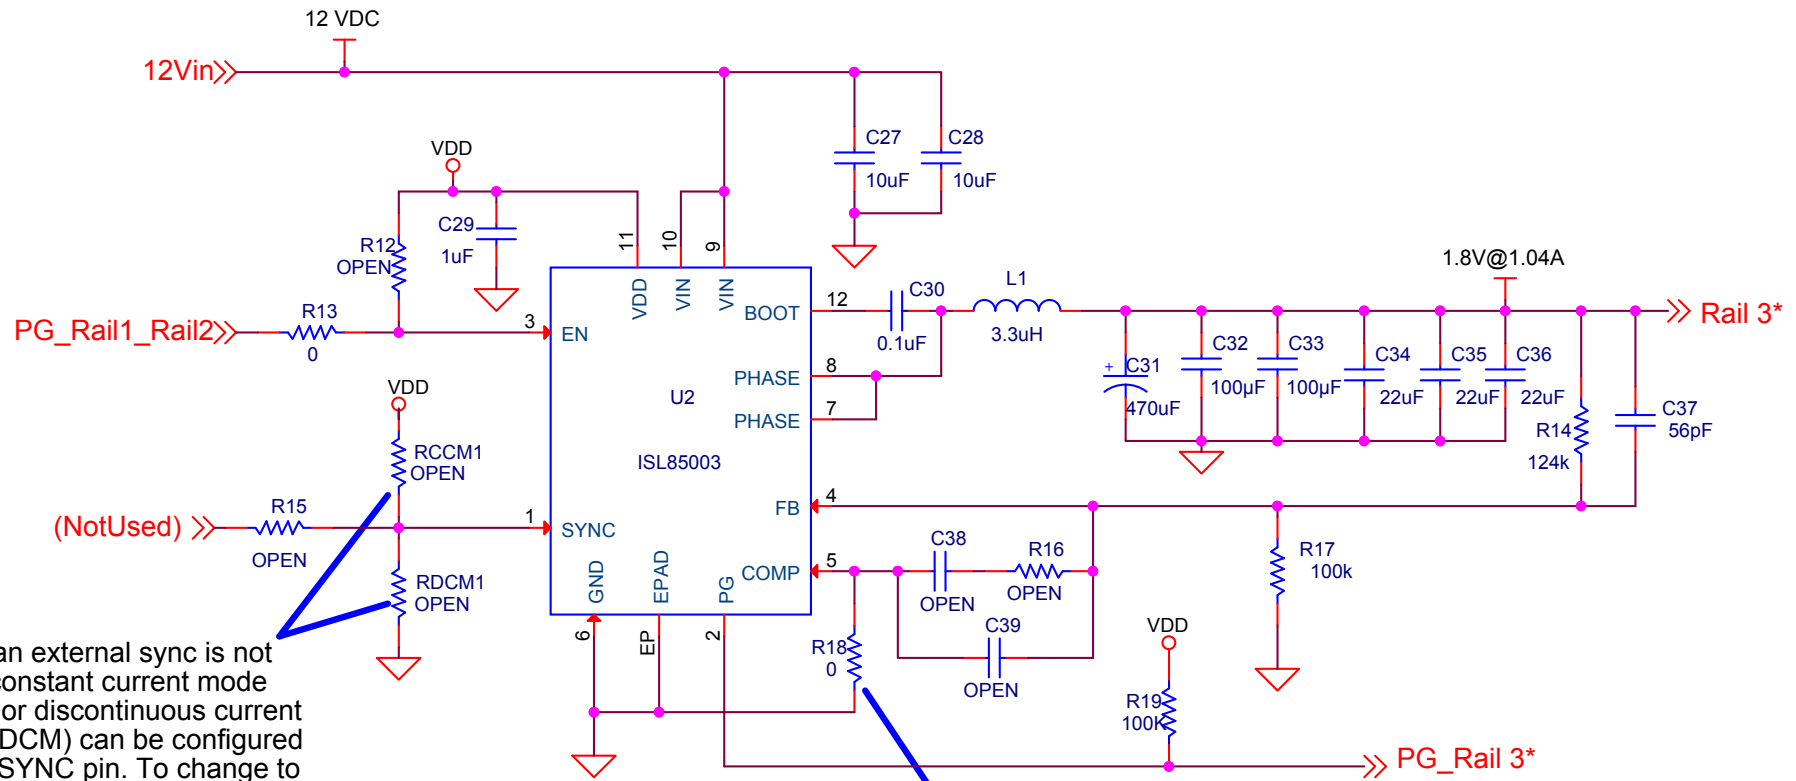 12 VDC
12Vin
VDD
C27
10uF
C28
10uF
C29
1uF
R12
OPEN
11
10
9
R13
0
PG_Rail1_Rail2
3
EN
VDD
VIN
VIN
BOOT
12
C30
0.1uF
L1
3.3uH
1.8V@1.04A
Rail 3*
PHASE
8
PHASE
7
U2
ISL85003
+
C31
470uF
C32
100µF
C33
100µF
C34
22uF
C35
22uF
C36
22uF
R14
124k
C37
56pF
VDD
RCCM1
OPEN
(NotUsed)
R15
OPEN
1
SYNC
RDCM1
OPEN
FB
4
COMP
5
C38
OPEN
R16
OPEN
C39
OPEN
R17
100k
GND
EPAD
PG
6
EP
2
R18
0
VDD
R19
100K
PG_Rail 3*
an external sync is not
constant current mode
or discontinuous current
DCM) can be configured
SYNC pin. To change to